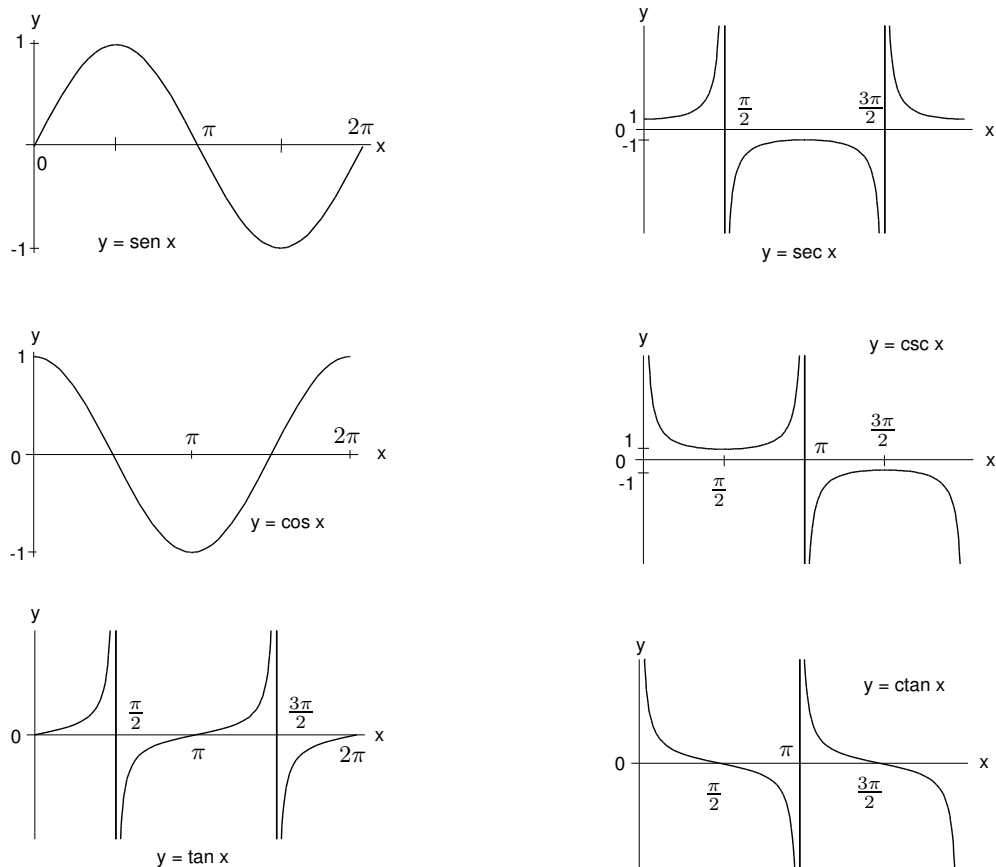 y
1
π
2π
x
0
-1
y = sen x
y
π/2
3π/2
1
0
x
-1
y = sec x
y
1
π
2π
0
x
y = cos x
-1
y
y = csc x
3π/2
1
π
0
x
-1
π/2
y
π/2
3π/2
0
x
π
2π
y = tan x
y
y = ctan x
π
0
x
π/2
3π/2